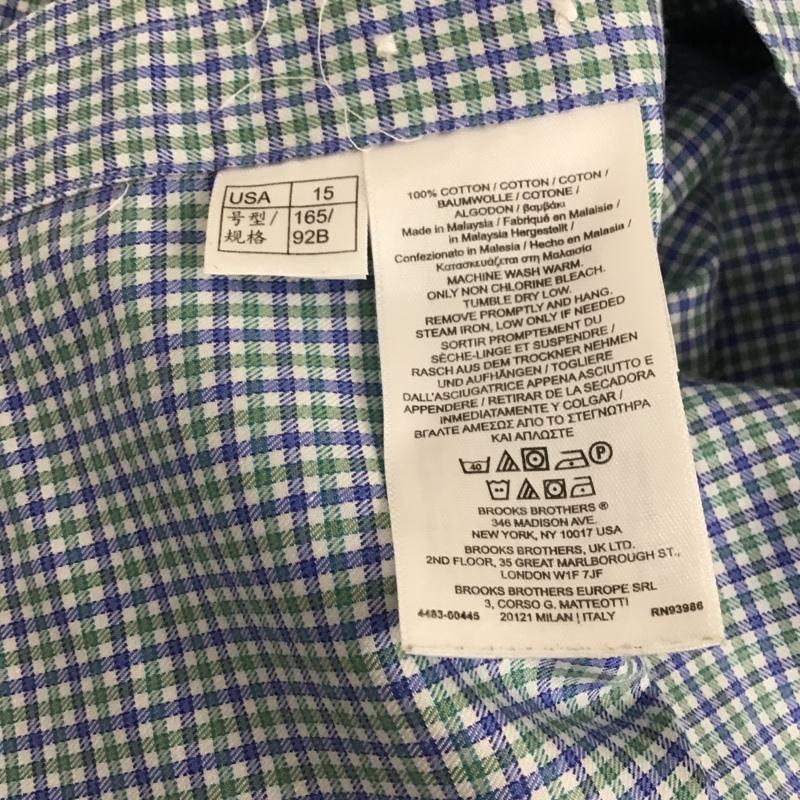 USA 15
号型/ 165/
规格 92B
100% COTTON / COTTON / COTON /
BAUMWOLLE / COTONE /
ALGODON / βαμβάκι
Made in Malaysia / Fabriqué en Malaisie /
in Malaysia Hergestellt /
Confezionato in Malesia / Hecho en Malasia /
Κατασκευάζεται στη Μαλαισία
MACHINE WASH WARM.
ONLY NON CHLORINE BLEACH.
TUMBLE DRY LOW.
REMOVE PROMPTLY AND HANG.
STEAM IRON, LOW ONLY IF NEEDED
SORTIR PROMPTEMENT DU
SÈCHE-LINGE ET SUSPENDRE /
RASCH AUS DEM TROCKNER NEHMEN
UND AUFHÄNGEN / TOGLIERE
DALL'ASCIUGATRICE APPENA ASCIUTTO E
APPENDERE / RETIRAR DE LA SECADORA
INMEDIATAMENTE Y COLGAR /
ΒΓΑΛΤΕ ΑΜΕΣΩΣ ΑΠΟ ΤΟ ΣΤΕΓΝΩΤΗΡΑ
ΚΑΙ ΑΠΛΩΣΤΕ
40 P
BROOKS BROTHERS ®
346 MADISON AVE.
NEW YORK, NY 10017 USA
BROOKS BROTHERS, UK LTD.
2ND FLOOR, 35 GREAT MARLBOROUGH ST.,
LONDON W1F 7JF
BROOKS BROTHERS EUROPE SRL
3, CORSO G. MATTEOTTI
4483-00445 20121 MILAN | ITALY RN93986